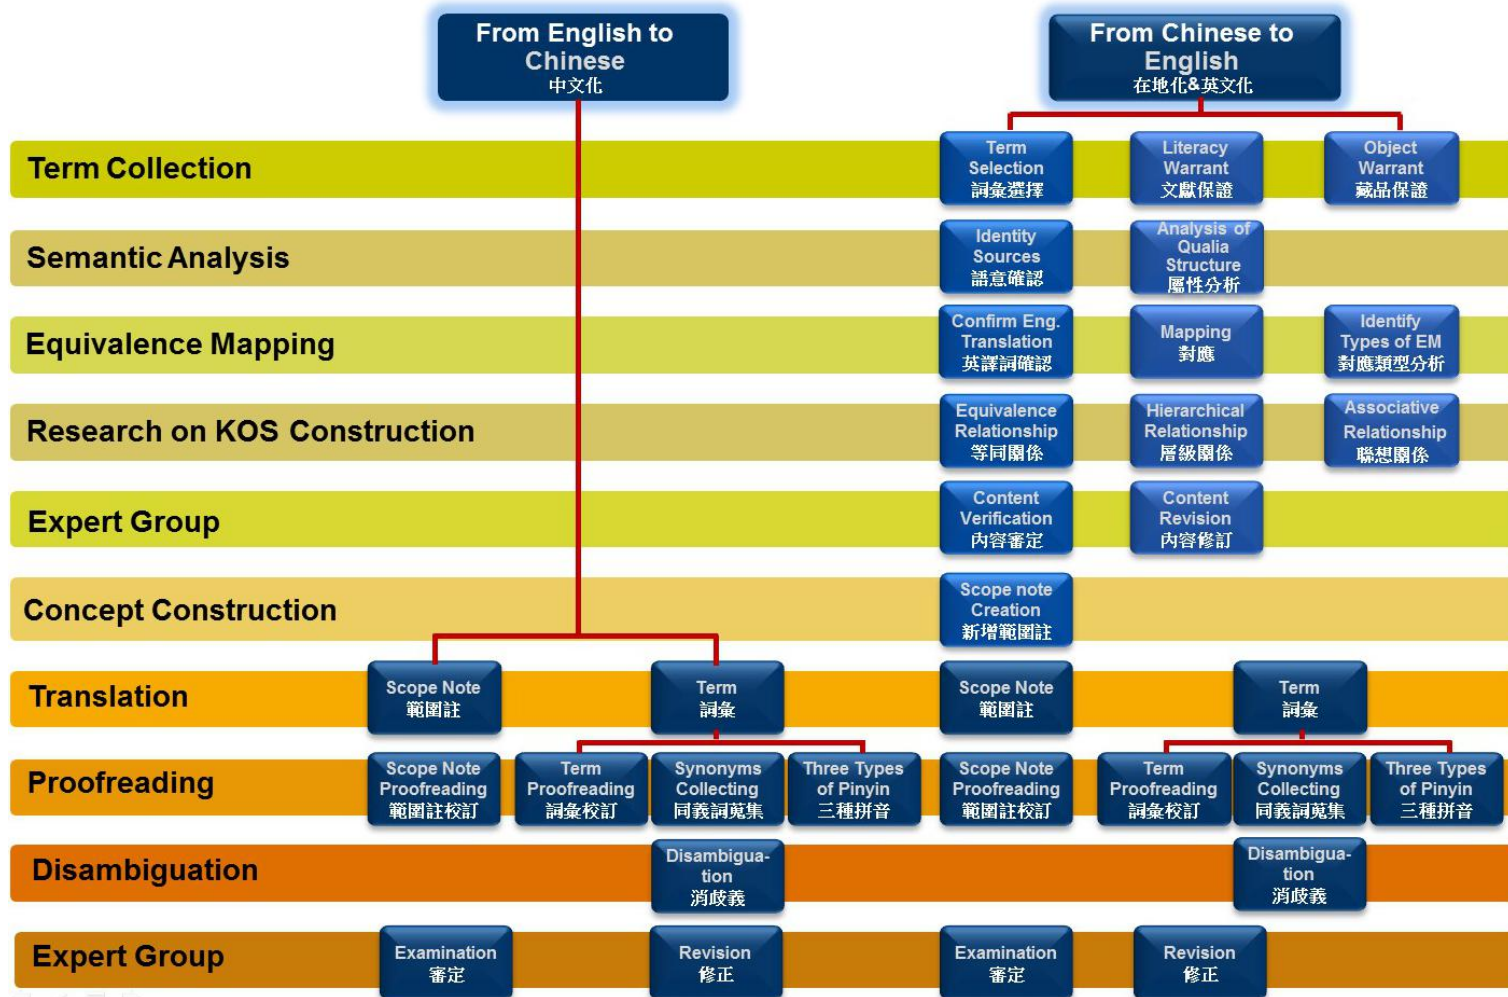 From English to
Chinese
中文化
From Chinese to
English
在地化&英文化
Term Collection
Term
Selection
詞彙選擇
Literacy
Warrant
文獻保證
Object
Warrant
藏品保證
Semantic Analysis
Identity
Sources
語意確認
Analysis of
Qualia
Structure
屬性分析
Equivalence Mapping
Confirm Eng.
Translation
英譯詞確認
Mapping
對應
Identify
Types of EM
對應類型分析
Research on KOS Construction
Equivalence
Relationship
等同關係
Hierarchical
Relationship
層級關係
Associative
Relationship
聯想關係
Expert Group
Content
Verification
內容審定
Content
Revision
內容修訂
Concept Construction
Scope note
Creation
新增範圍註
Translation
Scope Note
範圍註
Term
詞彙
Scope Note
範圍註
Term
詞彙
Proofreading
Scope Note
Proofreading
範圍註校訂
Term
Proofreading
詞彙校訂
Synonyms
Collecting
同義詞蒐集
Three Types
of Pinyin
三種拼音
Scope Note
Proofreading
範圍註校訂
Term
Proofreading
詞彙校訂
Synonyms
Collecting
同義詞蒐集
Three Types
of Pinyin
三種拼音
Disambiguation
Disambigua-
tion
消歧義
Disambigua-
tion
消歧義
Expert Group
Examination
審定
Revision
修正
Examination
審定
Revision
修正